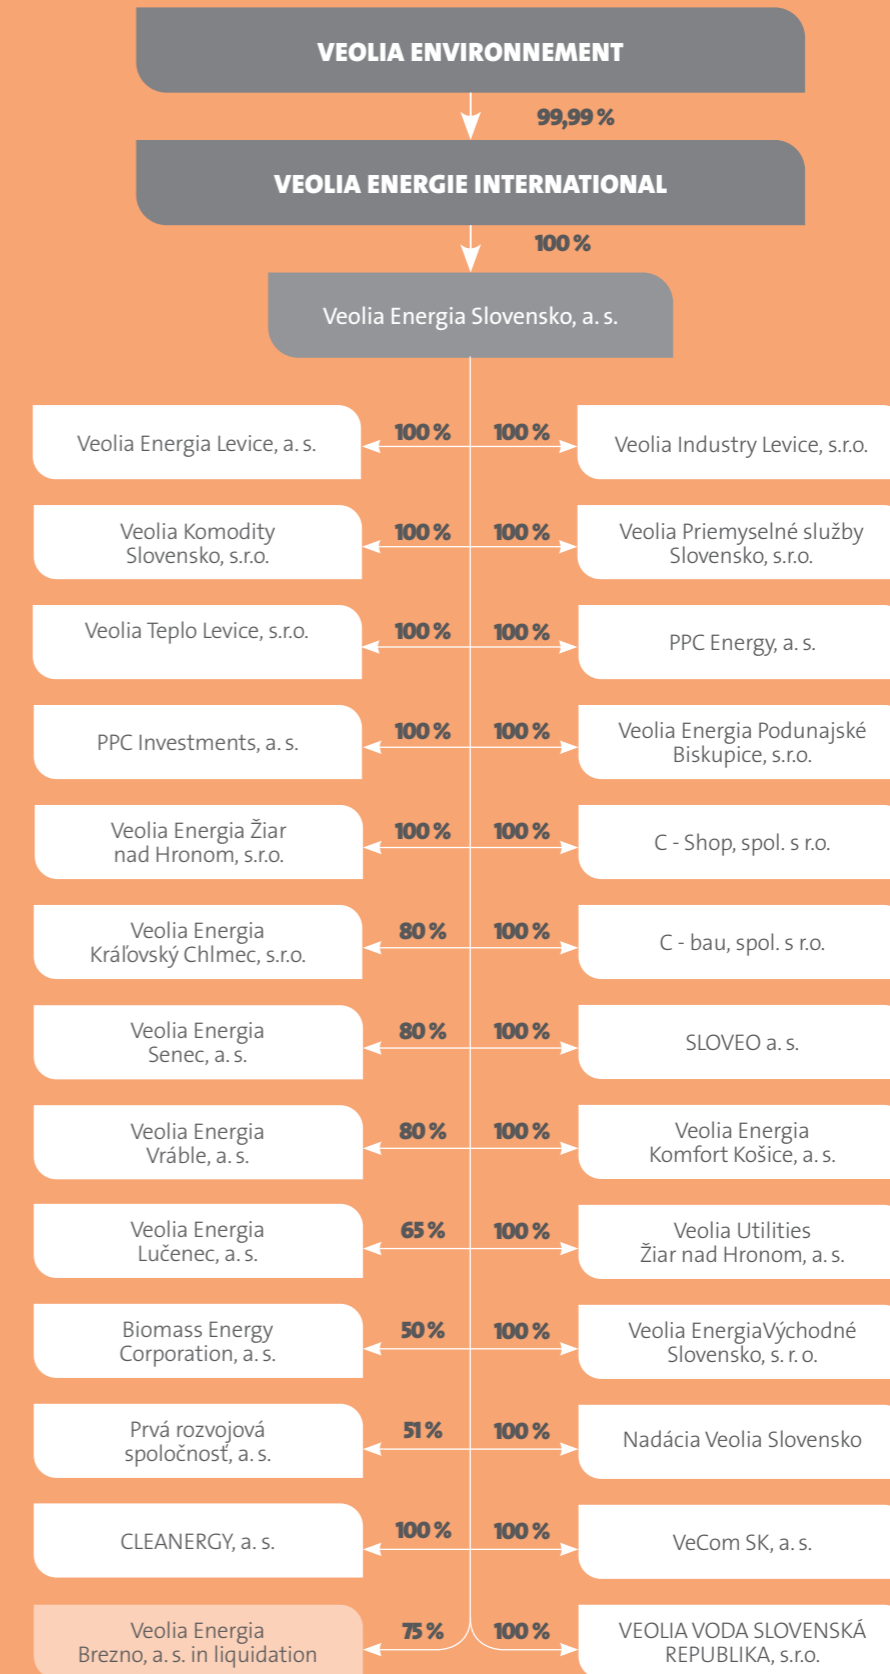 VEOLIA ENVIRONNEMENT
99,99 %
VEOLIA ENERGIE INTERNATIONAL
100 %
Veolia Energia Slovensko, a. s.
Veolia Energia Levice, a. s.
100 %
100 %
Veolia Industry Levice, s.r.o.
Veolia Komodity
Slovensko, s.r.o.
100 %
100 %
Veolia Priemyselné služby
Slovensko, s.r.o.
Veolia Teplo Levice, s.r.o.
100 %
100 %
PPC Energy, a. s.
PPC Investments, a. s.
100 %
100 %
Veolia Energia Podunajské
Biskupice, s.r.o.
Veolia Energia Žiar
nad Hronom, s.r.o.
100 %
100 %
C - Shop, spol. s r.o.
Veolia Energia
Kráľovský Chlmec, s.r.o.
80 %
100 %
C - bau, spol. s r.o.
Veolia Energia
Senec, a. s.
80 %
100 %
SLOVEO a. s.
Veolia Energia
Vráble, a. s.
80 %
100 %
Veolia Energia
Komfort Košice, a. s.
Veolia Energia
Lučenec, a. s.
65 %
100 %
Veolia Utilities
Žiar nad Hronom, a. s.
Biomass Energy
Corporation, a. s.
50 %
100 %
Veolia EnergiaVýchodné
Slovensko, s. r. o.
Prvá rozvojová
spoločnosť, a. s.
51 %
100 %
Nadácia Veolia Slovensko
CLEANERGY, a. s.
100 %
100 %
VeCom SK, a. s.
Veolia Energia
Brezno, a. s. in liquidation
75 %
100 %
VEOLIA VODA SLOVENSKÁ
REPUBLIKA, s.r.o.